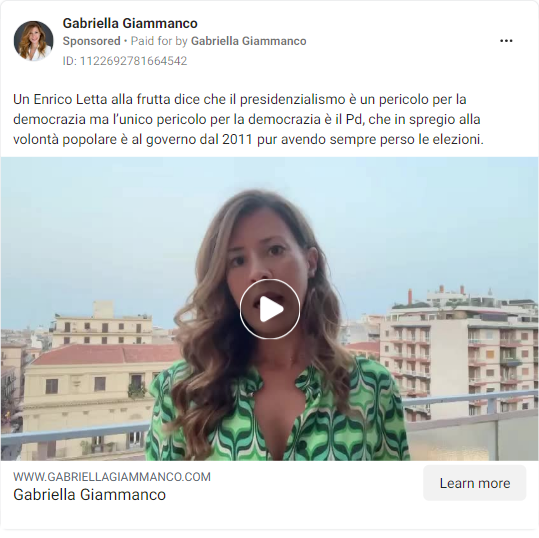 Gabriella Giammanco
Sponsored • Paid for by Gabriella Giammanco
ID: 1122692781664542
Un Enrico Letta alla frutta dice che il presidenzialismo è un pericolo per la
democrazia ma l’unico pericolo per la democrazia è il Pd, che in spregio alla
volontà popolare è al governo dal 2011 pur avendo sempre perso le elezioni.
WWW.GABRIELLAGIAMMANCO.COM
Gabriella Giammanco
Learn more